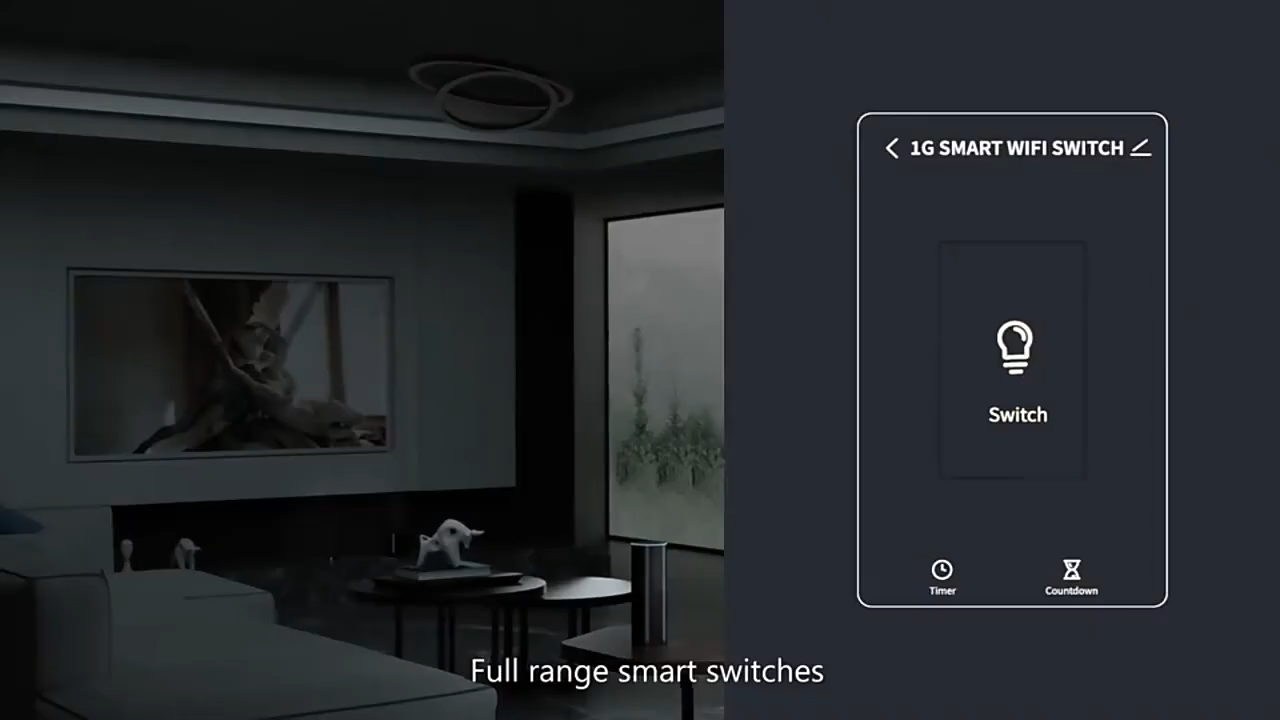 1G SMART WIFI SWITCH
Switch
Timer
Countdown
Full range smart switches